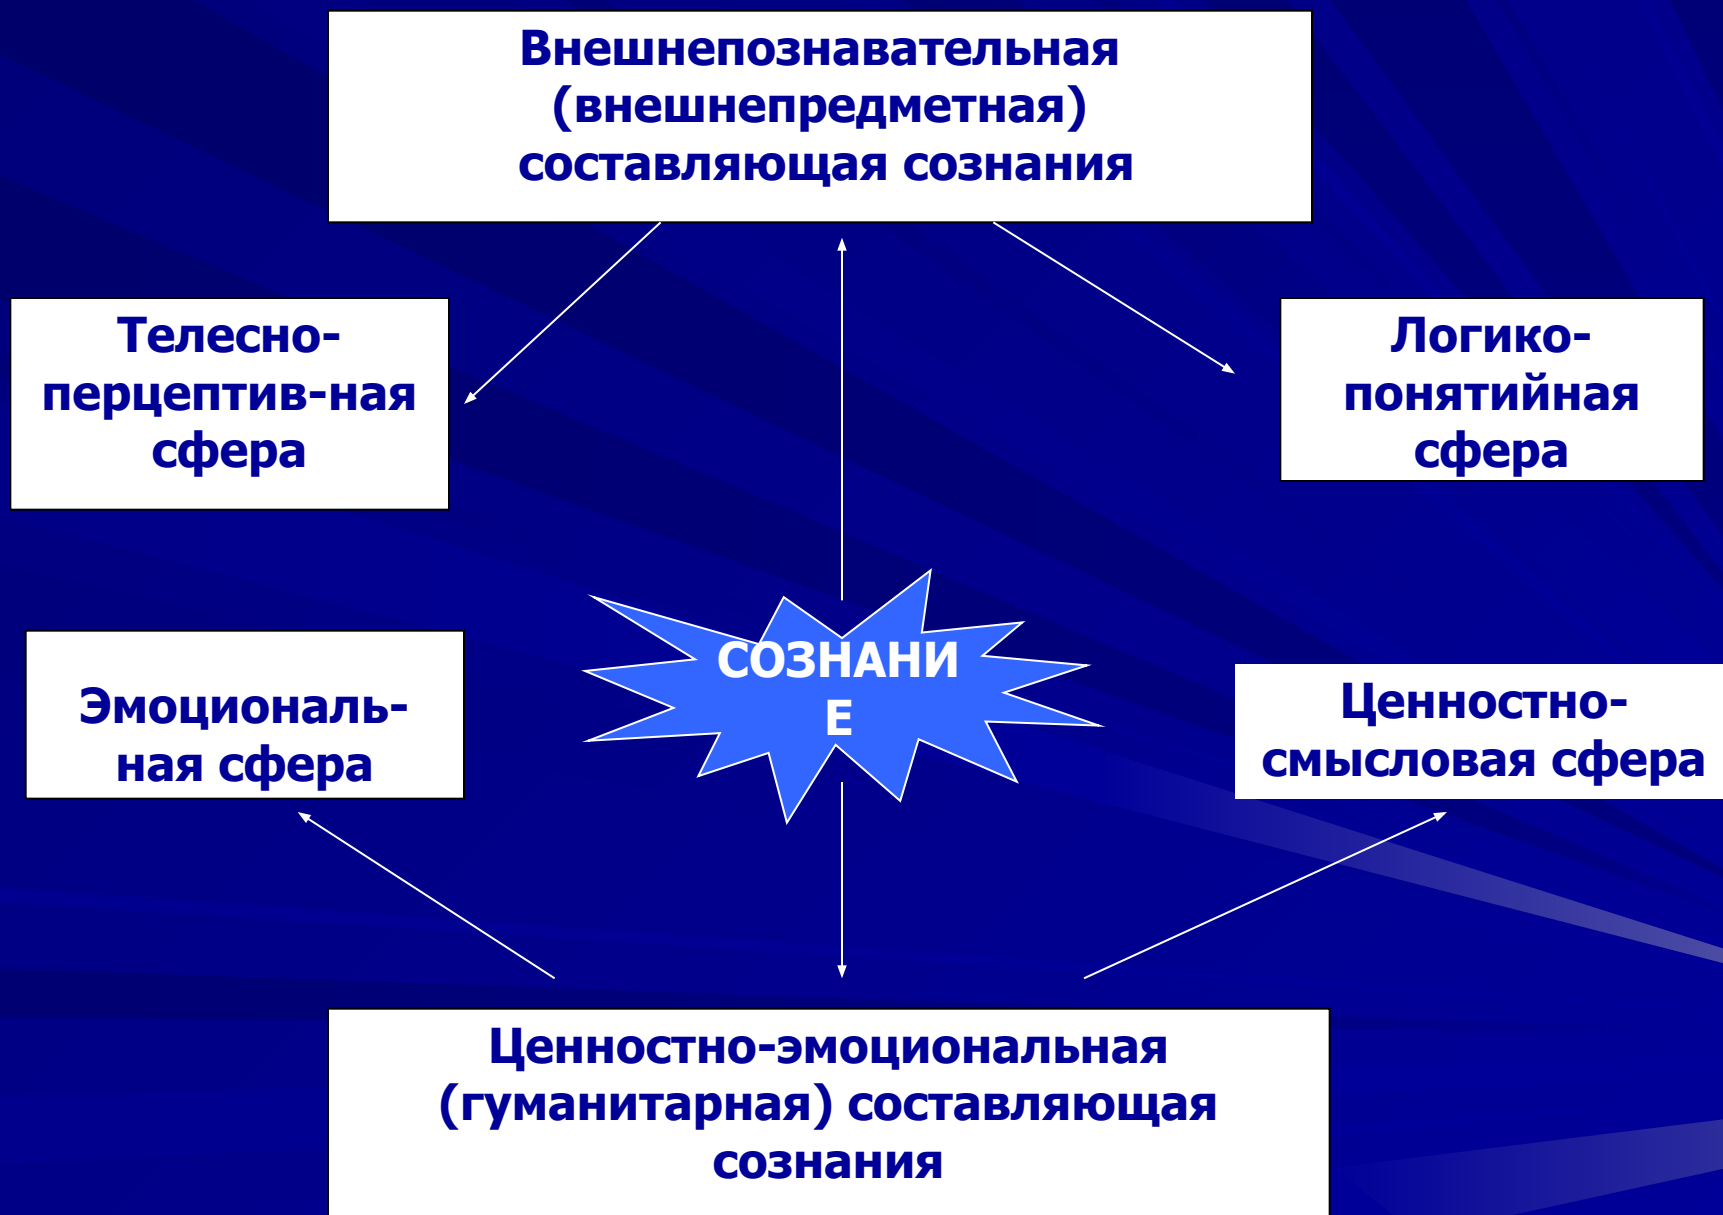 Внешнепознавательная
(внешнепредметная)
составляющая сознания
Телесно-
перцептив-ная
сфера
Логико-
понятийная
сфера
СОЗНАНИ
Е
Эмоциональ-
ная сфера
Ценностно-
смысловая сфера
Ценностно-эмоциональная
(гуманитарная) составляющая
сознания